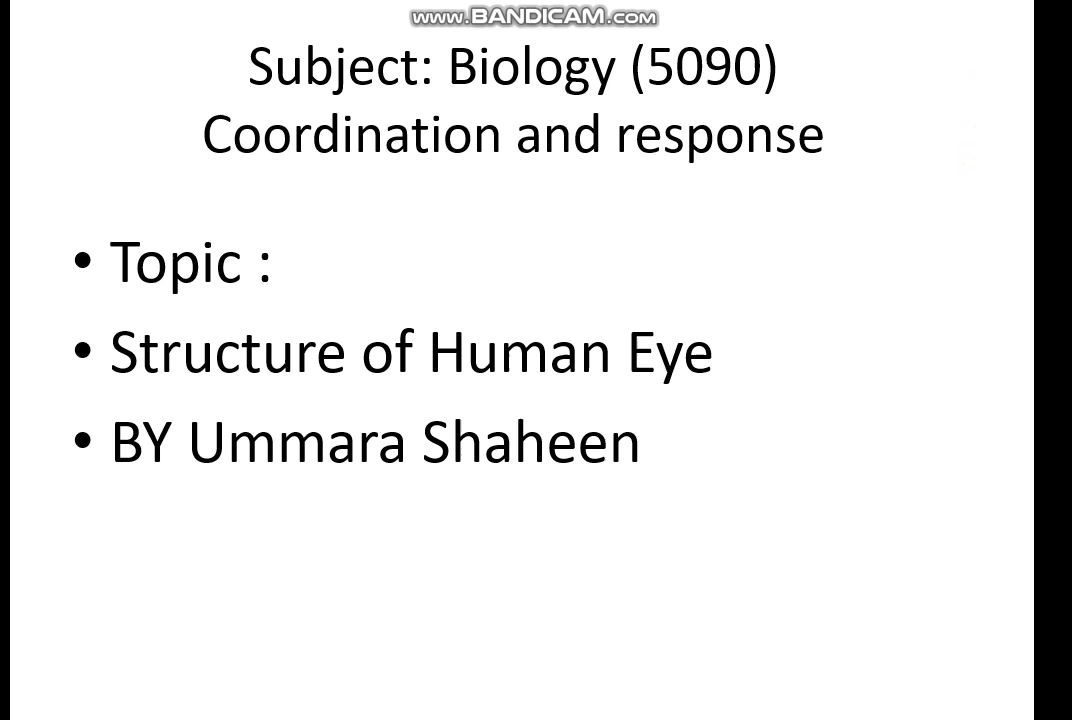 www.BANDICAM.com
Subject: Biology (5090)
Coordination and response
• Topic :
• Structure of Human Eye
• BY Ummara Shaheen